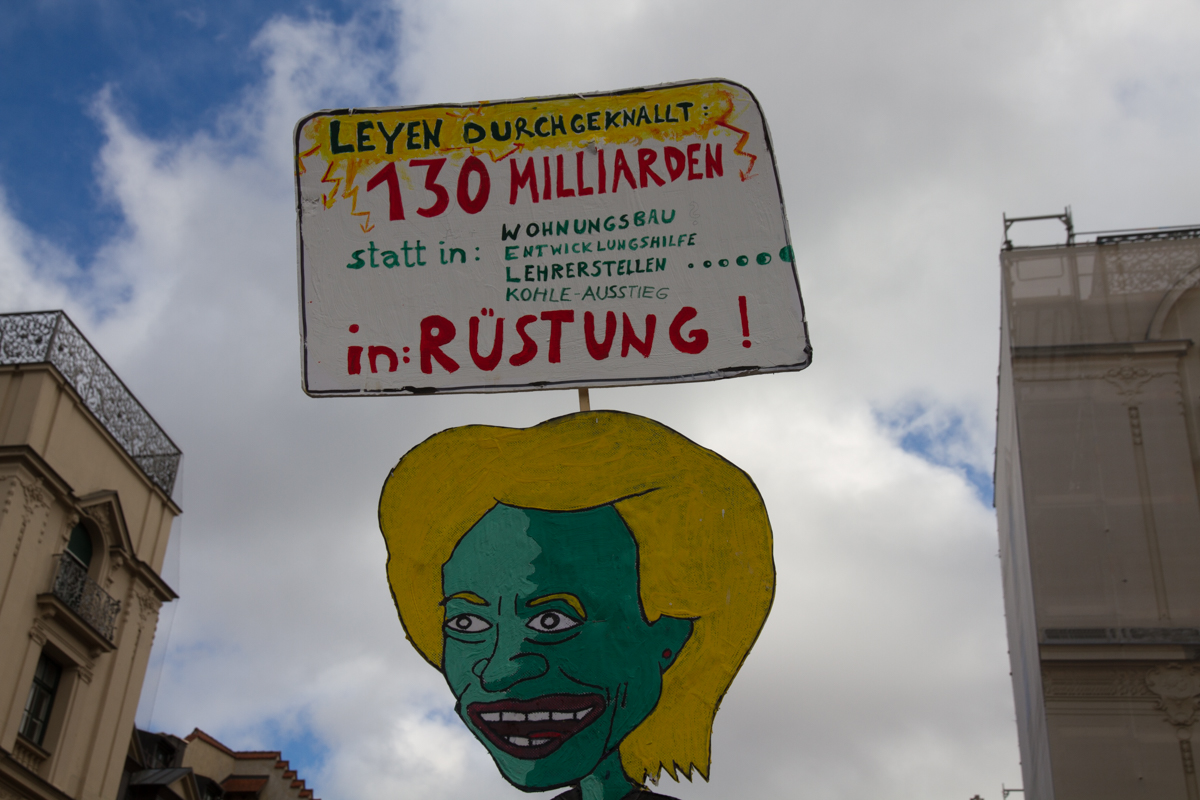 LEYEN DURCHGEKNALLT:
130 MILLIARDEN
statt in: WOHNUNGSBAU
ENTWICKLUNGSHILFE
LEHRERSTELLEN ......
KOHLE-AUSSTIEG
in: RÜSTUNG!